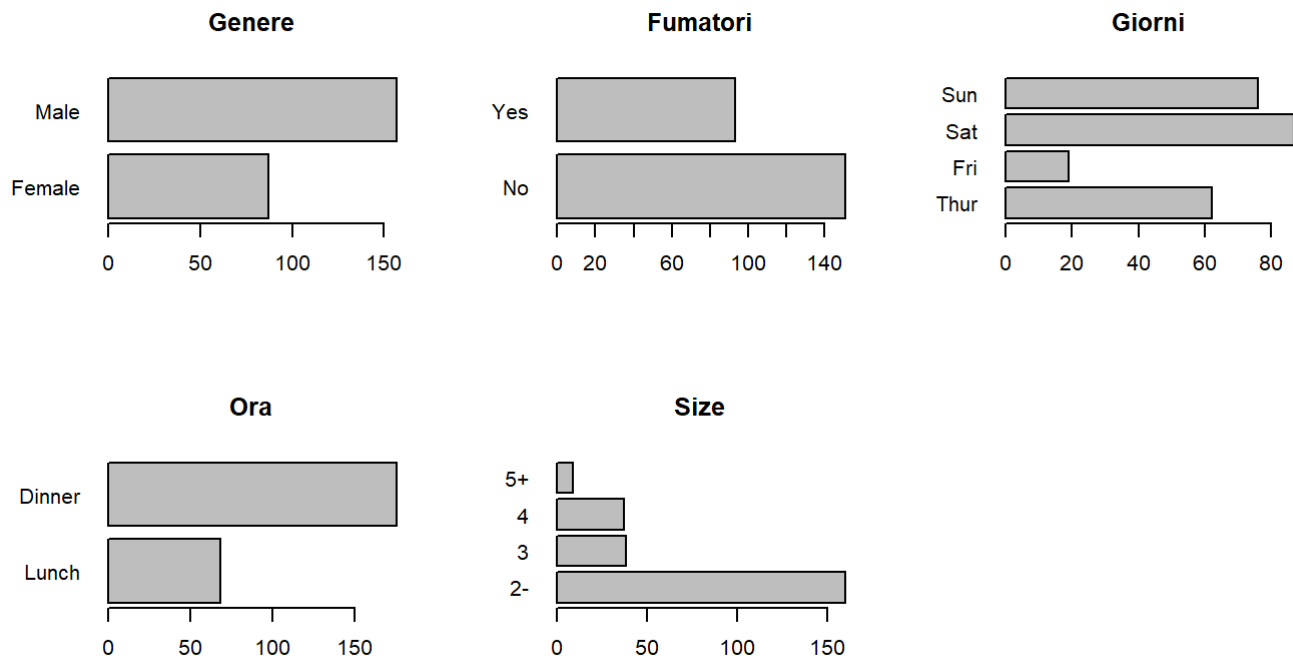 Genere
Male
Female
0 50 100 150
Fumatori
Yes
No
0 20 60 100 140
Giorni
Sun
Sat
Fri
Thur
0 20 40 60 80
Ora
Dinner
Lunch
0 50 100 150
Size
5+
4
3
2-
0 50 100 150